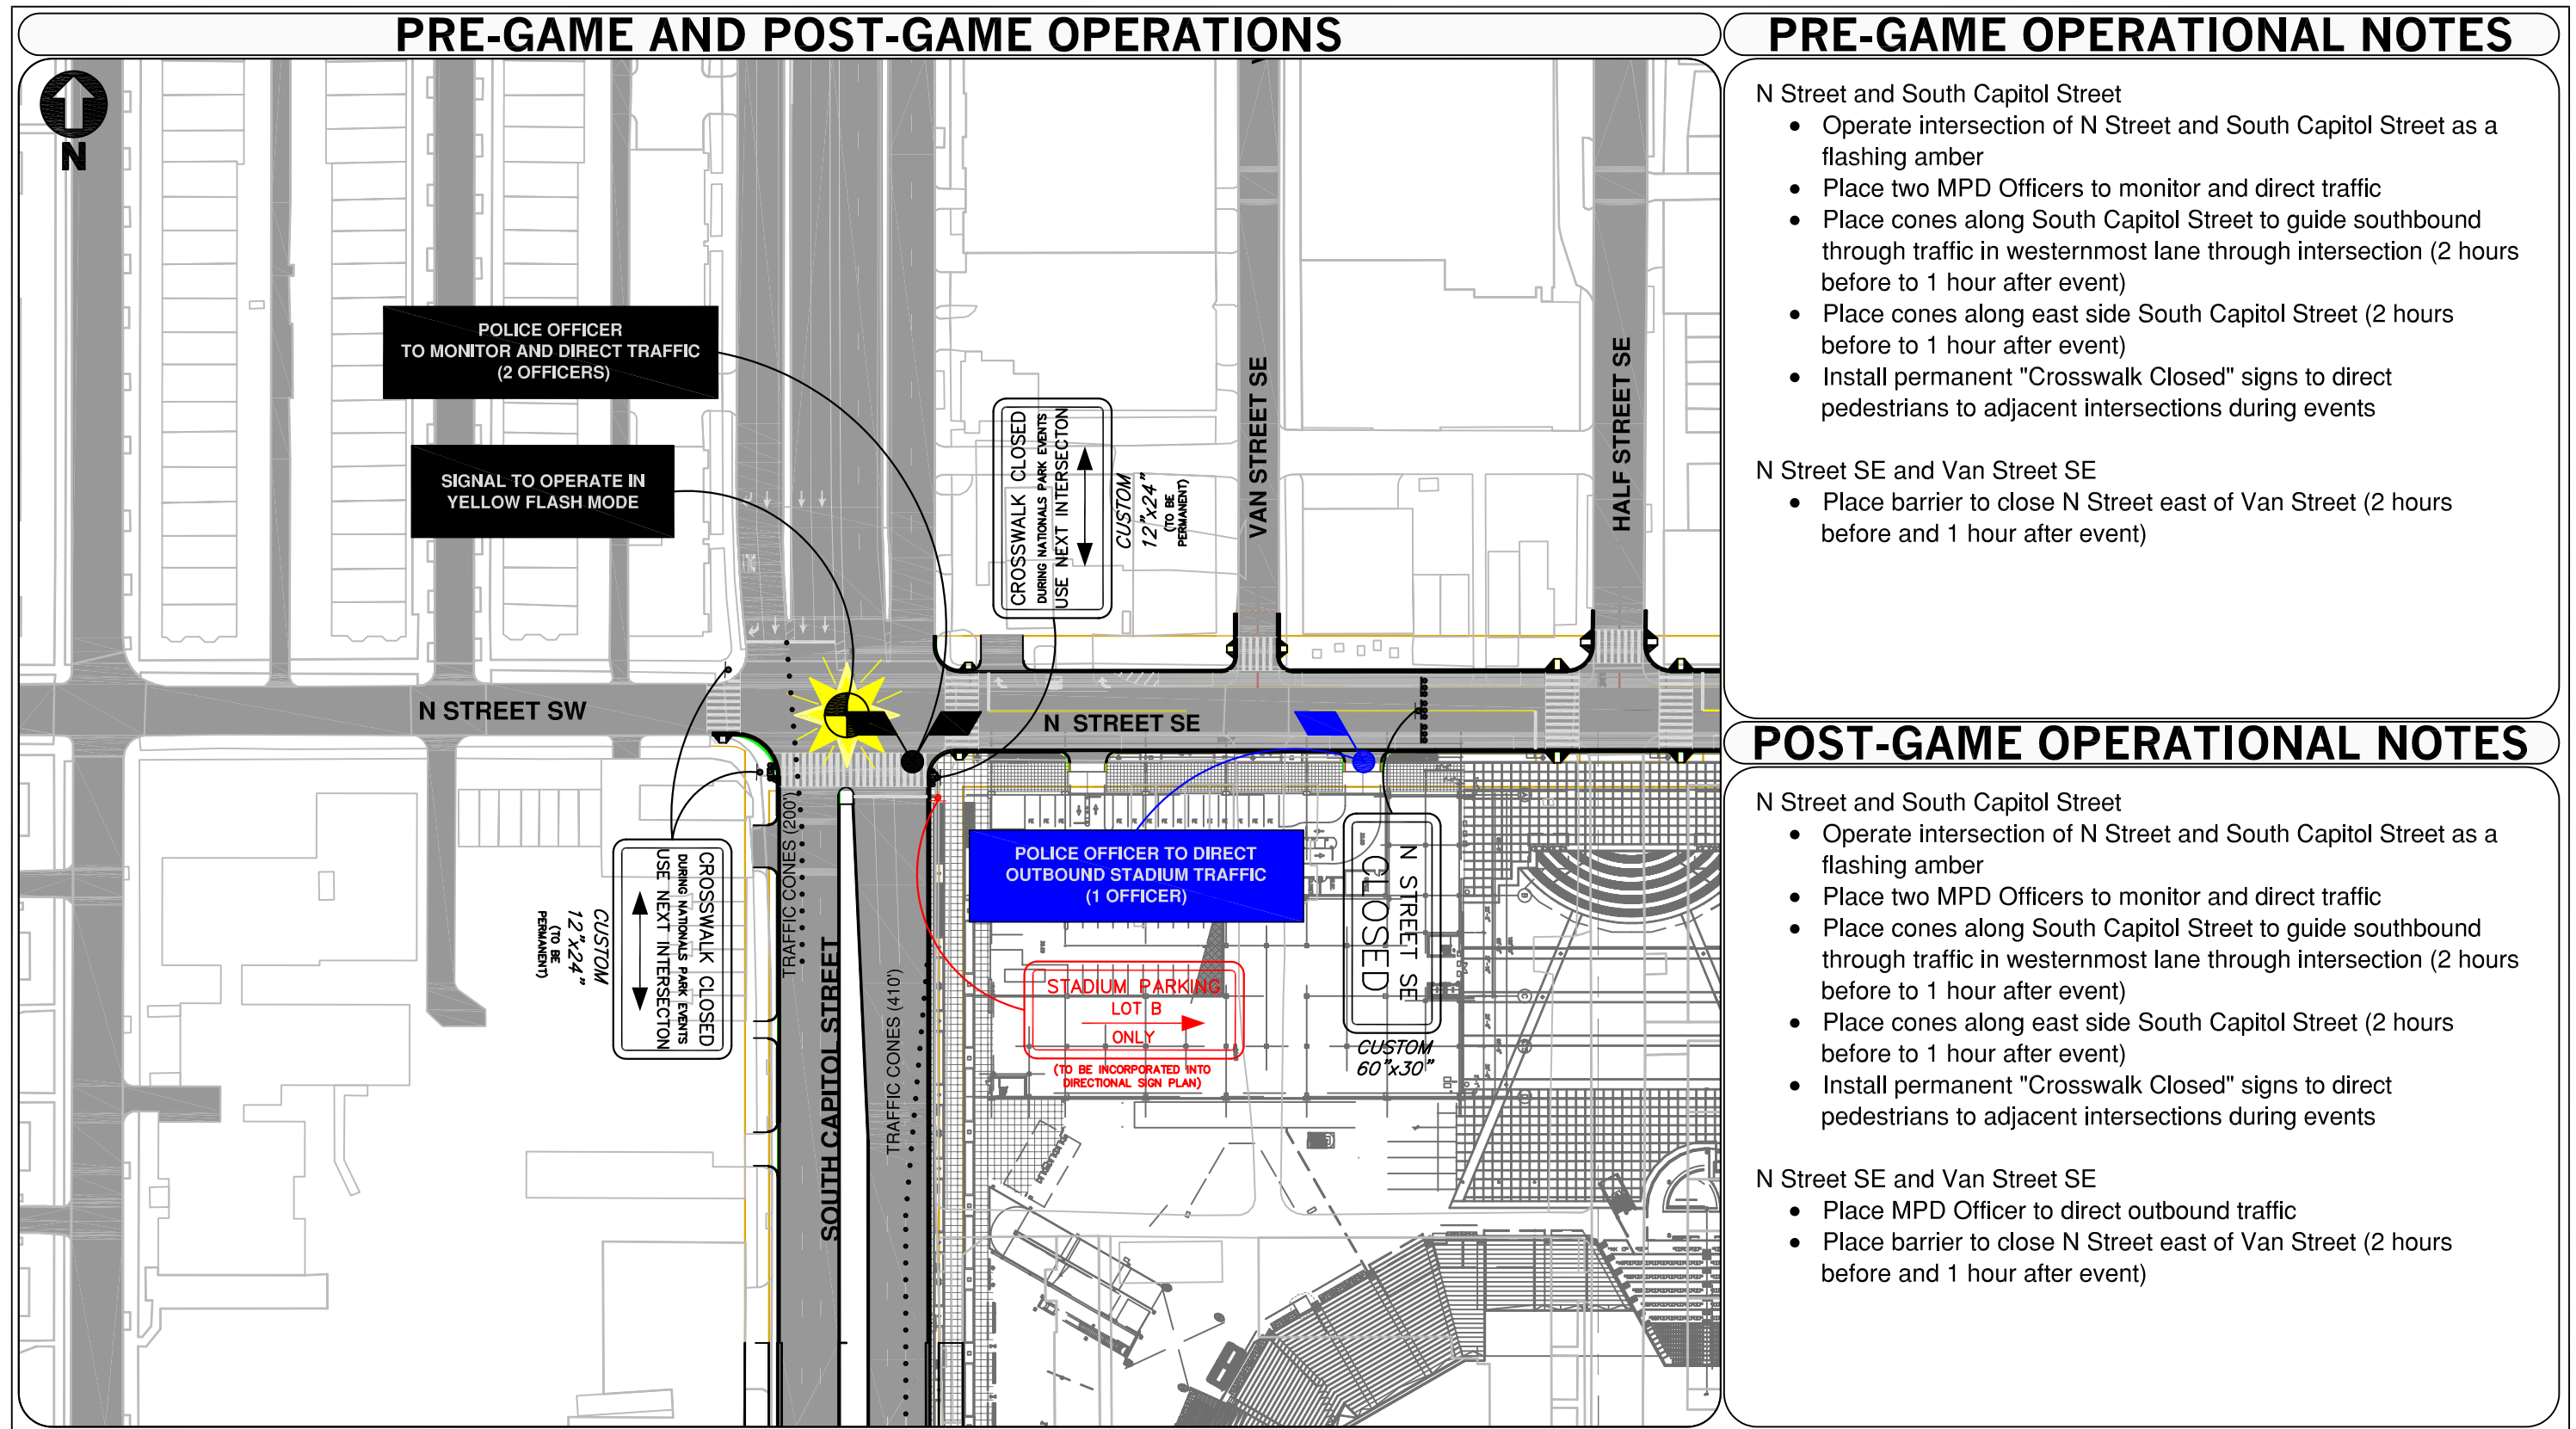 PRE-GAME AND POST-GAME OPERATIONS
N
POLICE OFFICER
TO MONITOR AND DIRECT TRAFFIC
(2 OFFICERS)
SIGNAL TO OPERATE IN
YELLOW FLASH MODE
CROSSWALK CLOSED
DURING NATIONALS PARK EVENTS
USE NEXT INTERSECTON
CUSTOM
12"x24"
(TO BE
PERMANENT)
VAN STREET SE
HALF STREET SE
N STREET SW
N STREET SE
TRAFFIC CONES (200')
SOUTH CAPITOL STREET
TRAFFIC CONES (410')
CROSSWALK CLOSED
DURING NATIONALS PARK EVENTS
USE NEXT INTERSECTON
CUSTOM
12"x24"
(TO BE
PERMANENT)
POLICE OFFICER TO DIRECT
OUTBOUND STADIUM TRAFFIC
(1 OFFICER)
N STREET SE
CLOSED
CUSTOM
60"x30"
STADIUM PARKING
LOT B
ONLY
(TO BE INCORPORATED INTO
DIRECTIONAL SIGN PLAN)
PRE-GAME OPERATIONAL NOTES
N Street and South Capitol Street
• Operate intersection of N Street and South Capitol Street as a
flashing amber
• Place two MPD Officers to monitor and direct traffic
• Place cones along South Capitol Street to guide southbound
through traffic in westernmost lane through intersection (2 hours
before to 1 hour after event)
• Place cones along east side South Capitol Street (2 hours
before to 1 hour after event)
• Install permanent "Crosswalk Closed" signs to direct
pedestrians to adjacent intersections during events
N Street SE and Van Street SE
• Place barrier to close N Street east of Van Street (2 hours
before and 1 hour after event)
POST-GAME OPERATIONAL NOTES
N Street and South Capitol Street
• Operate intersection of N Street and South Capitol Street as a
flashing amber
• Place two MPD Officers to monitor and direct traffic
• Place cones along South Capitol Street to guide southbound
through traffic in westernmost lane through intersection (2 hours
before to 1 hour after event)
• Place cones along east side South Capitol Street (2 hours
before to 1 hour after event)
• Install permanent "Crosswalk Closed" signs to direct
pedestrians to adjacent intersections during events
N Street SE and Van Street SE
• Place MPD Officer to direct outbound traffic
• Place barrier to close N Street east of Van Street (2 hours
before and 1 hour after event)